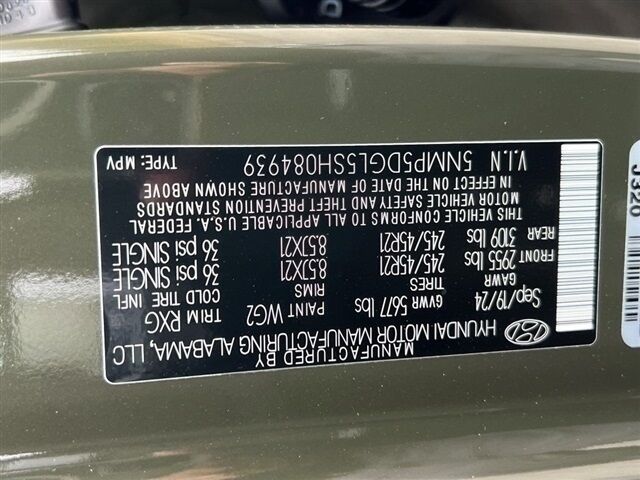 MANUFACTURED BY
HYUNDAI MOTOR MANUFACTURING ALABAMA, LLC
Sep/19/24 GVWR 5677 lbs PAINT WG2 TRIM RXG
GAWR TIRES RIMS COLD TIRE INFL
FRONT 2955 lbs 245/45R21 8.5JX21 36 psi SINGLE
REAR 3109 lbs 245/45R21 8.5JX21 36 psi SINGLE
THIS VEHICLE CONFORMS TO ALL APPLICABLE U.S.A. FEDERAL
MOTOR VEHICLE SAFETY AND THEFT PREVENTION STANDARDS
IN EFFECT ON THE DATE OF MANUFACTURE SHOWN ABOVE
V.I.N 5NMP5DGL5SH084939 TYPE: MPV